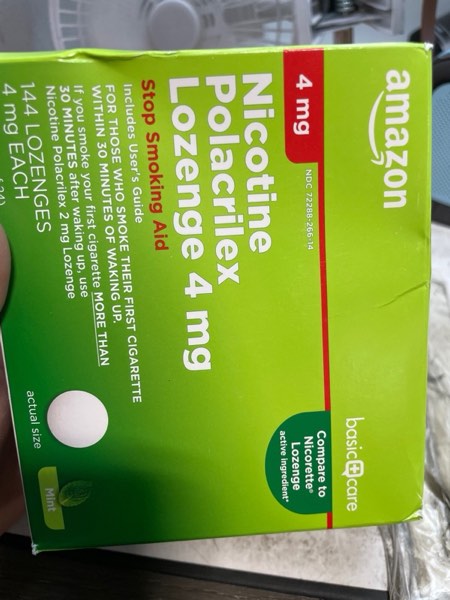 amazon
basic care
4 mg
NDC 72288-266-14
Compare to
Nicorette®
Lozenge
active ingredient*
Nicotine
Polacrilex
Lozenge 4 mg
Stop Smoking Aid
Includes User's Guide
FOR THOSE WHO SMOKE THEIR FIRST CIGARETTE
WITHIN 30 MINUTES OF WAKING UP.
If you smoke your first cigarette MORE THAN
30 MINUTES after waking up, use
Nicotine Polacrilex 2 mg Lozenge
144 LOZENGES
4 mg EACH
actual size
Mint